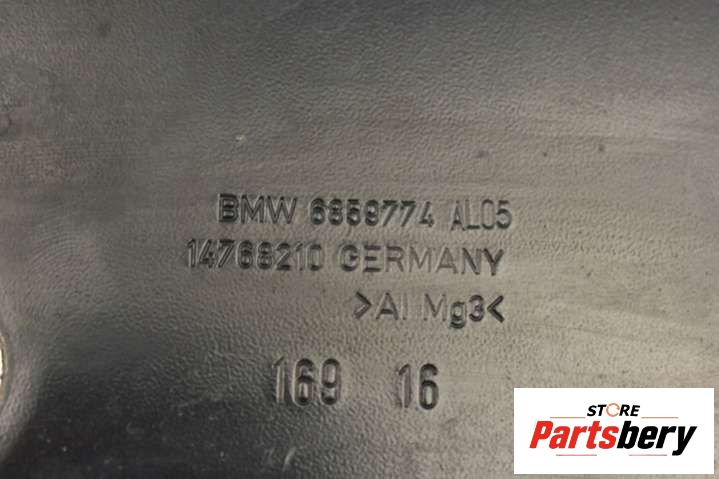 BMW 6859774 AL05
14768210 GERMANY
>Al Mg3<
169 16
STORE
Partsbery